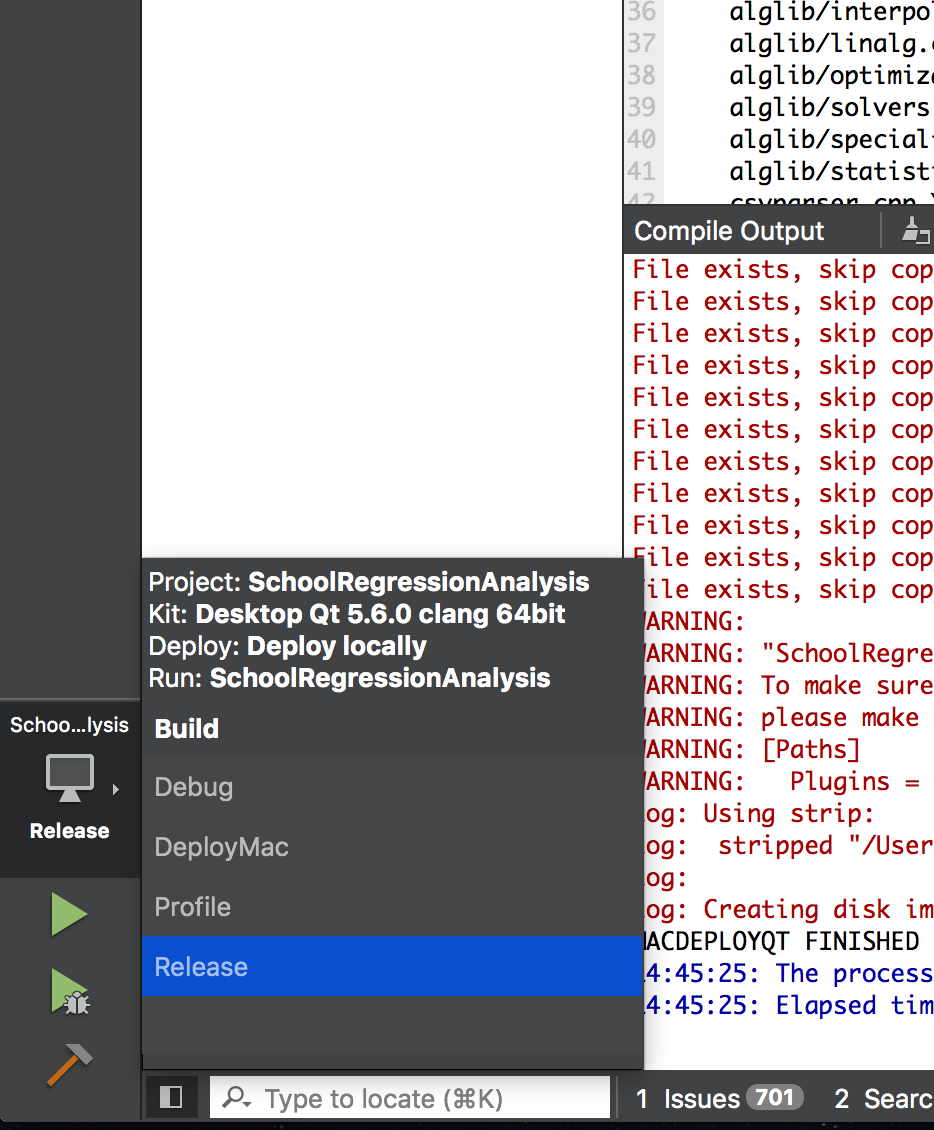 36 alglib/interpol
37 alglib/linalg.
38 alglib/optimiza
39 alglib/solvers
40 alglib/speciali
41 alglib/statist
42 csvparser.cpp
Compile Output
File exists, skip cop
File exists, skip cop
File exists, skip cop
File exists, skip cop
File exists, skip cop
File exists, skip cop
File exists, skip cop
File exists, skip cop
File exists, skip cop
File exists, skip cop
ile exists, skip cop
ARNING:
ARNING: "SchoolRegre
ARNING: To make sure
ARNING: please make
ARNING: [Paths]
ARNING: Plugins =
og: Using strip:
og: stripped "/User
og:
og: Creating disk im
MACDEPLOYQT FINISHED
4:45:25: The process
4:45:25: Elapsed tim
Project: SchoolRegressionAnalysis
Kit: Desktop Qt 5.6.0 clang 64bit
Deploy: Deploy locally
Run: SchoolRegressionAnalysis
Build
Debug
DeployMac
Profile
Release
Schoo...lysis
Release
Type to locate (⌘K)
1 Issues 701 2 Searc